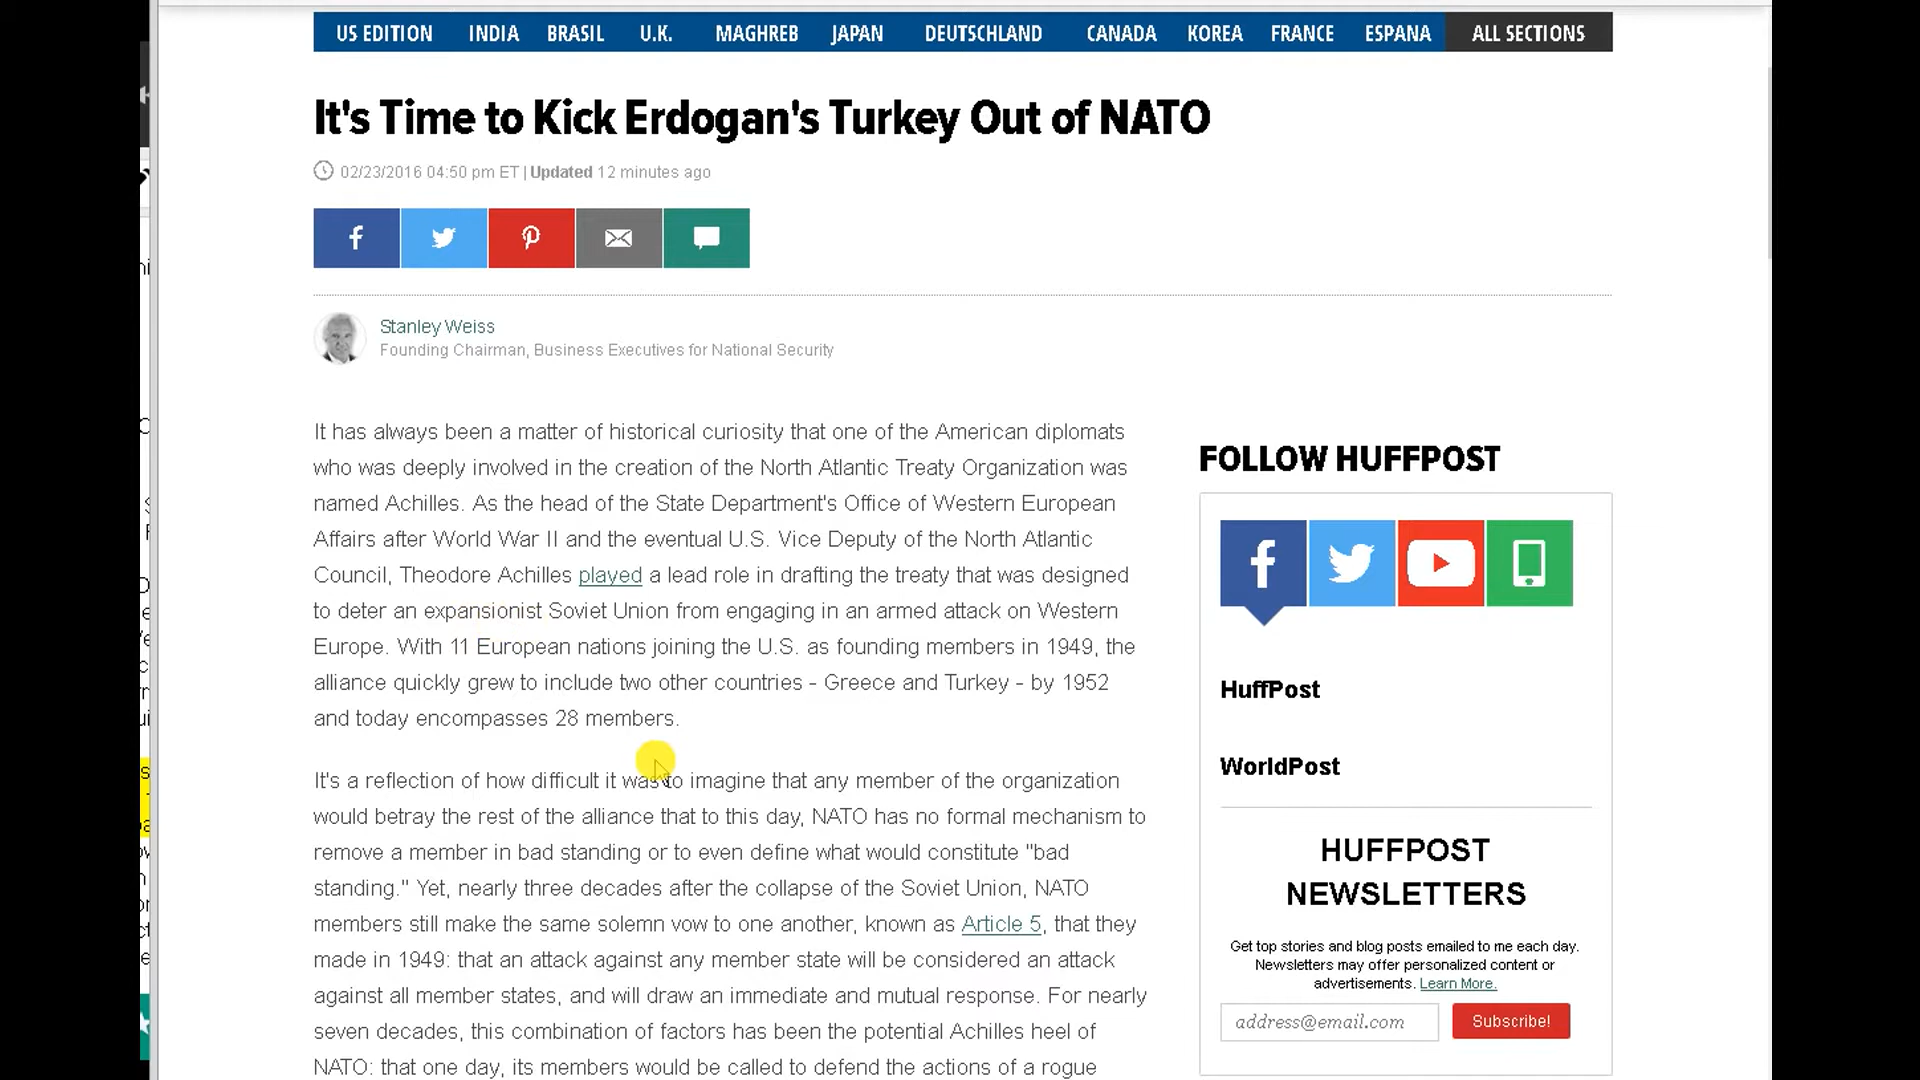 US EDITION INDIA BRASIL U.K. MAGHREB JAPAN DEUTSCHLAND CANADA KOREA FRANCE ESPANA ALL SECTIONS
It's Time to Kick Erdogan's Turkey Out of NATO
02/23/2016 04:50 pm ET | Updated 12 minutes ago
Stanley Weiss
Founding Chairman, Business Executives for National Security
It has always been a matter of historical curiosity that one of the American diplomats
who was deeply involved in the creation of the North Atlantic Treaty Organization was
named Achilles. As the head of the State Department's Office of Western European
Affairs after World War II and the eventual U.S. Vice Deputy of the North Atlantic
Council, Theodore Achilles played a lead role in drafting the treaty that was designed
to deter an expansionist Soviet Union from engaging in an armed attack on Western
Europe. With 11 European nations joining the U.S. as founding members in 1949, the
alliance quickly grew to include two other countries - Greece and Turkey - by 1952
and today encompasses 28 members.
It's a reflection of how difficult it was to imagine that any member of the organization
would betray the rest of the alliance that to this day, NATO has no formal mechanism to
remove a member in bad standing or to even define what would constitute "bad
standing." Yet, nearly three decades after the collapse of the Soviet Union, NATO
members still make the same solemn vow to one another, known as Article 5, that they
made in 1949: that an attack against any member state will be considered an attack
against all member states, and will draw an immediate and mutual response. For nearly
seven decades, this combination of factors has been the potential Achilles heel of
NATO: that one day, its members would be called to defend the actions of a rogue
FOLLOW HUFFPOST
HuffPost
WorldPost
HUFFPOST
NEWSLETTERS
Get top stories and blog posts emailed to me each day.
Newsletters may offer personalized content or
advertisements. Learn More.
address@email.com Subscribe!